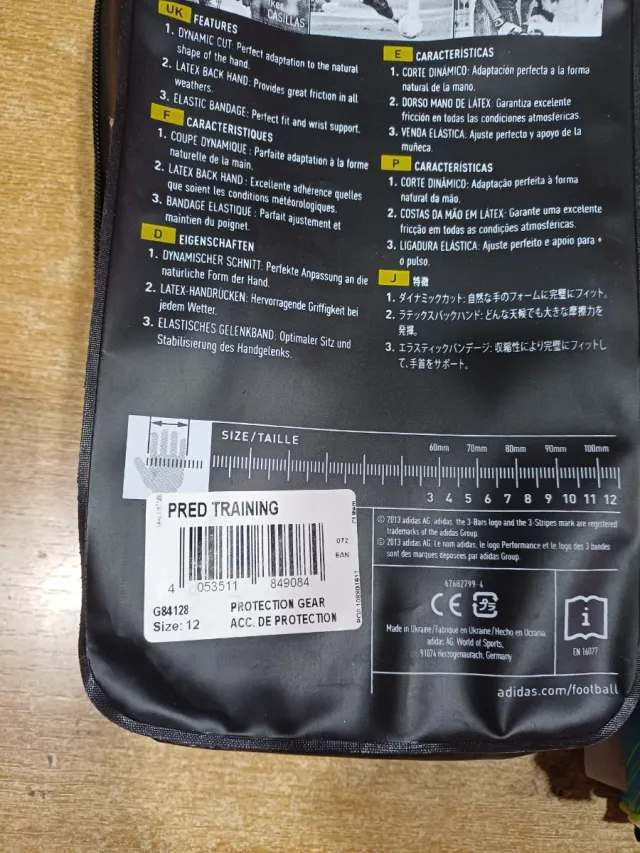 Iker
CASILLAS
UK FEATURES
1. DYNAMIC CUT: Perfect adaptation to the natural
shape of the hand.
2. LATEX BACK HAND: Provides great friction in all
weathers.
3. ELASTIC BANDAGE: Perfect fit and wrist support.
F CARACTERISTIQUES
1. COUPE DYNAMIQUE : Parfaite adaptation à la forme
naturelle de la main.
2. LATEX BACK HAND : Excellente adhérence quelles
que soient les conditions météorologiques.
3. BANDAGE ELASTIQUE : Parfait ajustement et
maintien du poignet.
D EIGENSCHAFTEN
1. DYNAMISCHER SCHNITT: Perfekte Anpassung an die
natürliche Form der Hand.
2. LATEX-HANDRÜCKEN: Hervorragende Griffigkeit bei
jedem Wetter.
3. ELASTISCHES GELENKBAND: Optimaler Sitz und
Stabilisierung des Handgelenks.
E CARACTERÍSTICAS
1. CORTE DINÁMICO: Adaptación perfecta a la forma
natural de la mano.
2. DORSO MANO DE LÁTEX: Garantiza excelente
fricción en todas las condiciones atmosféricas.
3. VENDA ELÁSTICA. Ajuste perfecto y apoyo de la
muñeca.
P CARACTERÍSTICAS
1. CORTE DINÂMICO: Adaptação perfeita à forma
natural da mão.
2. COSTAS DA MÃO EM LÁTEX: Garante uma excelente
fricção em todas as condições atmosféricas.
3. LIGADURA ELÁSTICA: Ajuste perfeito e apoio para
o pulso.
J 特徴
1. ダイナミックカット: 自然な手のフォームに完璧にフィット。
2. ラテックスバックハンド: どんな天候でも大きな摩擦力を
発揮。
3. エラスティックバンデージ: 収縮性により完璧にフィットし
て、手首をサポート。
SIZE/TAILLE
60mm 70mm 80mm 90mm 100mm
3 4 5 6 7 8 9 10 11 12
PRED TRAINING
072
EAN
4 053511 849084
G84128 PROTECTION GEAR
Size: 12 ACC. DE PROTECTION
© 2013 adidas AG. adidas, the 3-Bars logo and the 3-Stripes mark are registered
trademarks of the adidas Group.
© 2013 adidas AG. Le nom adidas, le logo Performance et le logo des 3 bandes
sont des marques déposées par adidas Group.
62682799-4
CE プラ
Made in Ukraine/Fabriqué en Ukraine/Hecho en Ucrania
adidas AG, World of Sports,
91074 Herzogenaurach, Germany
i
EN 16077
adidas.com/football